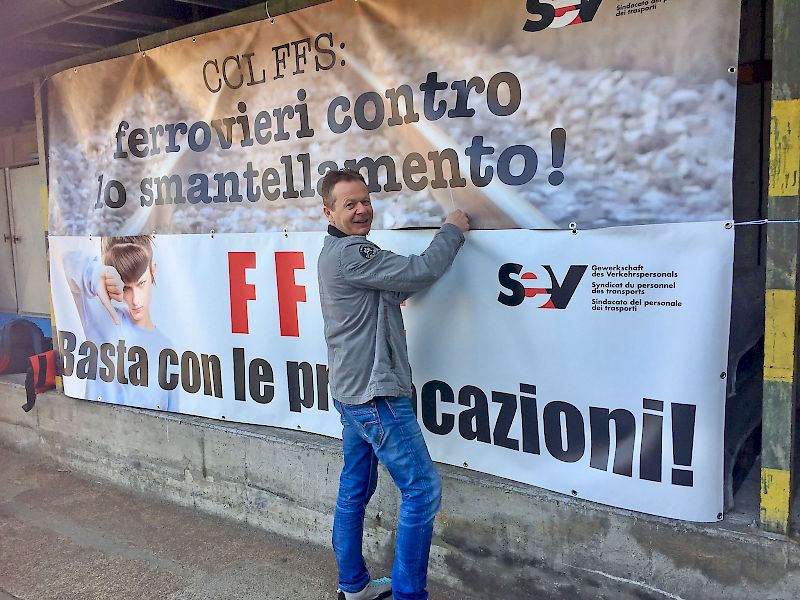 sev
Sindacato del pe
dei trasporti
CCL FFS:
ferrovieri contro
lo smantellamento!
FF
sev
Gewerkschaft
des Verkehrspersonals
Syndicat du personnel
des transports
Sindacato del personale
dei trasporti
Basta con le pr cazioni!